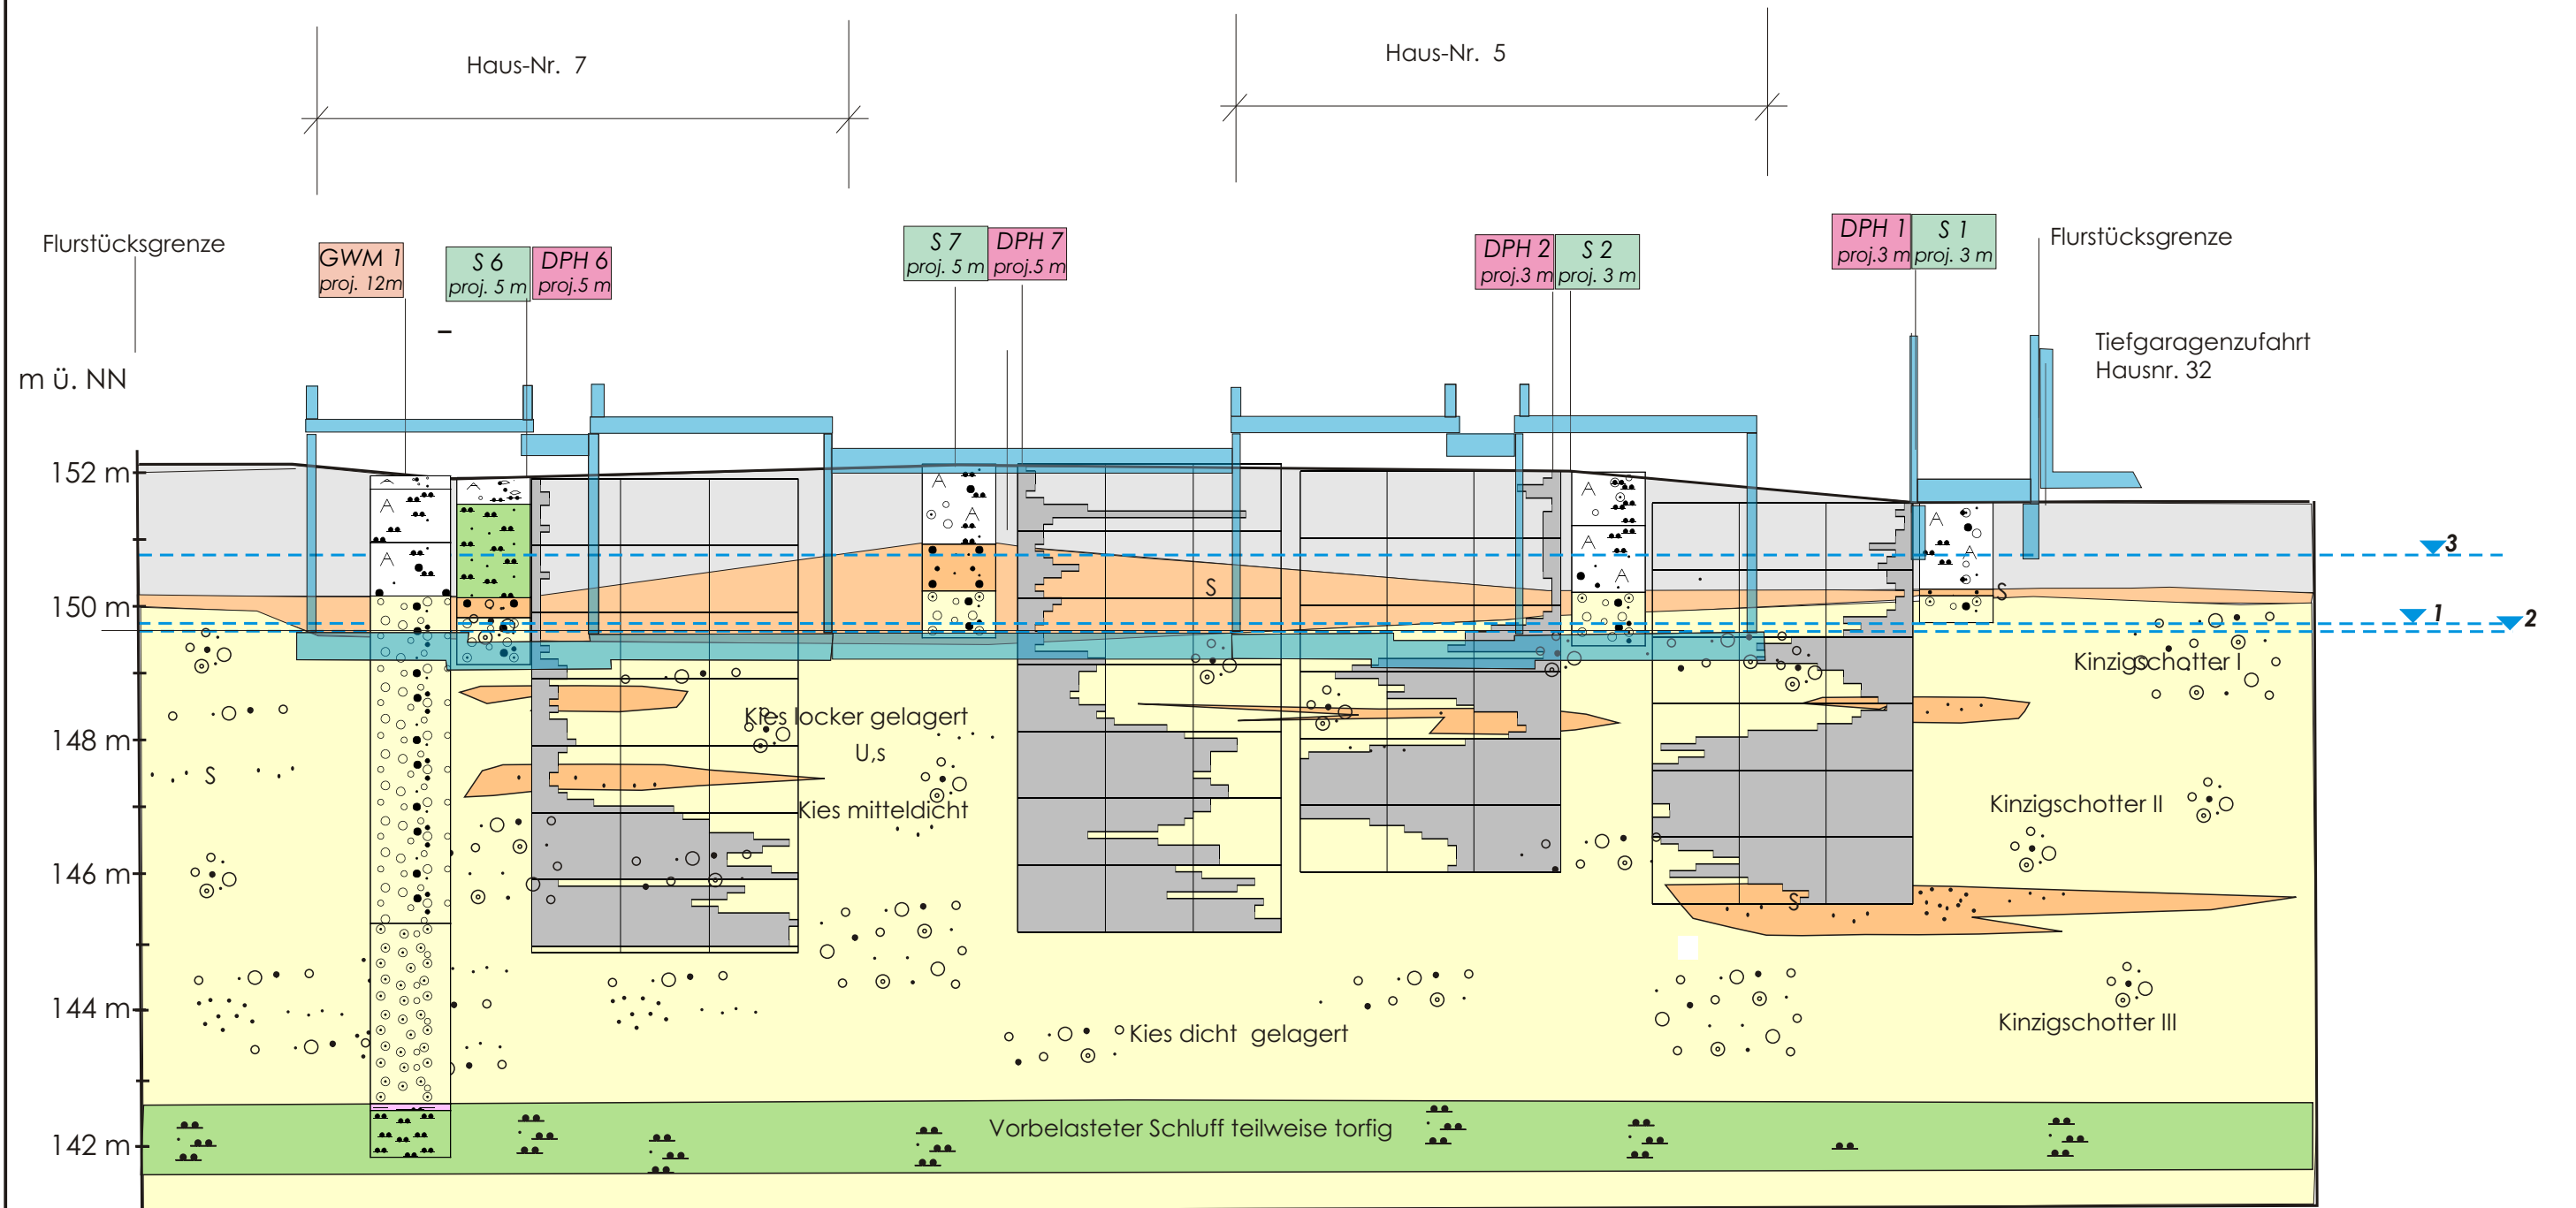 Haus-Nr. 7
Haus-Nr. 5
Flurstücksgrenze
GWM 1
proj. 12m
S 6
proj. 5 m
DPH 6
proj.5 m
S 7
proj. 5 m
DPH 7
proj.5 m
DPH 2
proj.3 m
S 2
proj. 3 m
DPH 1
proj.3 m
S 1
proj. 3 m
Flurstücksgrenze
Tiefgaragenzufahrt
Hausnr. 32
m ü. NN
152 m
3
150 m
S
S
1
2
Kinzigschotter I
148 m
Kies locker gelagert
U,s
S
Kies mitteldicht
Kinzigschotter II
146 m
S
144 m
Kies dicht gelagert
Kinzigschotter III
142 m
Vorbelasteter Schluff teilweise torfig